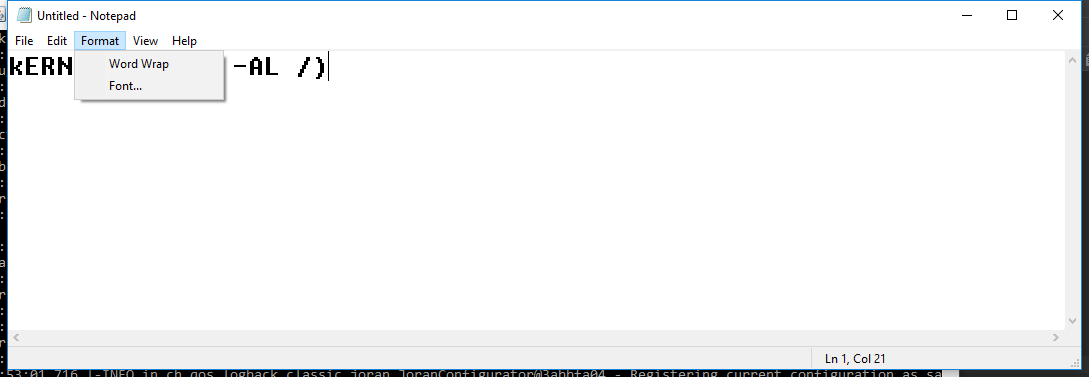 Untitled - Notepad
File Edit Format View Help
Word Wrap
Font...
kERN -AL /)
Ln 1, Col 21
:53:01,716 |-INFO in ch.qos.logback.classic.joran.JoranConfigurator@3abbfa04 - Registering current configuration as sa